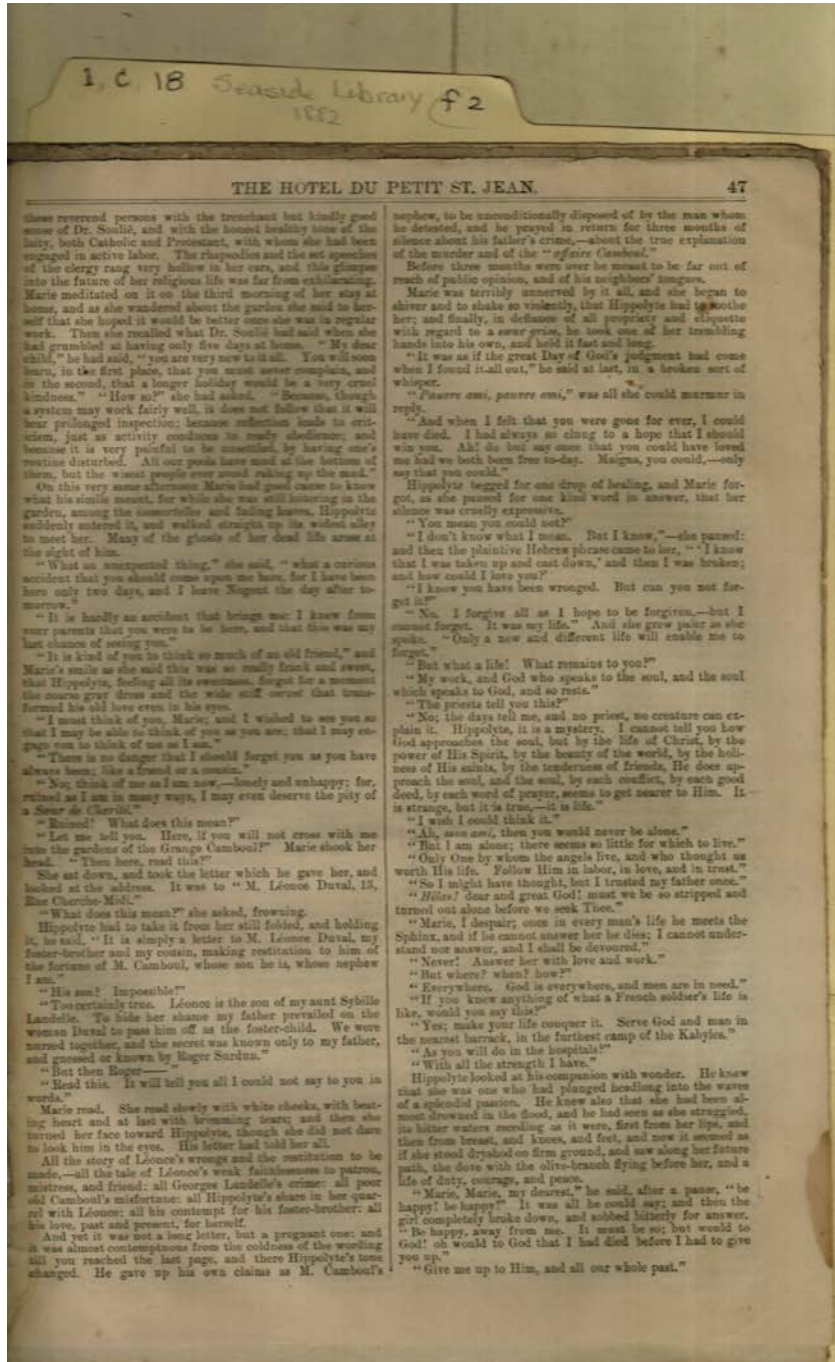 1, C, 18 Seaside Library f 2
1882
THE HOTEL DU PETIT ST. JEAN. 47
these reverend persons with the trenchant but kindly good
sense of Dr. Soulié, and with the honest healthy tone of the
laity, both Catholic and Protestant, with whom she had been
engaged in active labor. The rhapsodies and the set speeches
of the clergy rang very hollow in her ears, and this glimpse
into the future of her religious life was far from exhilarating.
Marie meditated on it on the third morning of her stay at
home, and as she wandered about the garden she said to her-
self that she hoped it would be better once she was in regular
work. Then she recalled what Dr. Soulié had said when she
had grumbled at having only five days at home. "My dear
child," he had said, "you are very new to it all. You will soon
learn, in the first place, that you must never complain, and
in the second, that a longer holiday would be a very cruel
kindness." "How so?" she had asked. "Because, though
a system may work fairly well, it does not follow that it will
bear prolonged inspection; because reflection leads to crit-
icism, just as activity conduces to ready obedience; and
because it is very painful to be unsettled, by having one's
routine disturbed. All our pools have mud at the bottom of
them, but the wisest people avoid raking up the mud."
On this very same afternoon Marie had good cause to know
what his simile meant, for while she was still loitering in the
garden, among the immortelles and fading leaves, Hippolyte
suddenly entered it, and walked straight up its widest alley
to meet her. Many of the ghosts of her dead life arose at
the sight of him.
"What an unexpected thing," she said, "what a curious
accident that you should come upon me here, for I have been
here only two days, and I leave Nogent the day after to-
morrow."
"It is hardly an accident that brings me: I knew from
your parents that you were to be here, and that this was my
last chance of seeing you."
"It is kind of you to think so much of an old friend," and
Marie's smile as she said this was so really frank and sweet,
that Hippolyte, feeling all its sweetness, forgot for a moment
the coarse gray dress and the wide stiff cornet that trans-
formed his old love even in his eyes.
"I must think of you, Marie; and I wished to see you so
that I may be able to think of you as you are; that I may en-
gage you to think of me as I am."
"There is no danger that I should forget you as you have
always been; like a friend or a cousin."
"No; think of me as I am now,—lonely and unhappy; for,
ruined as I am in many ways, I may even deserve the pity of
a Sœur de Charité."
"Ruined! What does this mean?"
"Let me tell you. Here, if you will not cross with me
into the gardens of the Grange Camboul?" Marie shook her
head. "Then here, read this?"
She sat down, and took the letter which he gave her, and
looked at the address. It was to "M. Léonce Duval, 13,
Rue Cherche-Midi."
"What does this mean?" she asked, frowning.
Hippolyte had to take it from her still folded, and holding
it, he said, "It is simply a letter to M. Léonce Duval, my
foster-brother and my cousin, making restitution to him of
the fortune of M. Camboul, whose son he is, whose nephew
I am."
"His son? Impossible!"
"Too certainly true. Léonce is the son of my aunt Sybille
Landelle. To hide her shame my father prevailed on the
woman Duval to pass him off as the foster-child. We were
nursed together, and the secret was known only to my father,
and guessed or known by Roger Surdun."
"But then Roger——"
"Read this. It will tell you all I could not say to you in
words."
Marie read. She read slowly with white cheeks, with beat-
ing heart and at last with brimming tears; and then she
turned her face toward Hippolyte, though she did not dare
to look him in the eyes. His letter had told her all.
All the story of Léonce's wrongs and the restitution to be
made,—all the tale of Léonce's weak faithlessness to patron,
mistress, and friend: all Georges Landelle's crime: all poor
old Camboul's misfortune: all Hippolyte's share in her quar-
rel with Léonce: all his contempt for his foster-brother: all
his love, past and present, for herself.
And yet it was not a long letter, but a pregnant one: and
it was almost contemptuous from the coldness of the wording
till you reached the last page, and there Hippolyte's tone
changed. He gave up his own claims as M. Camboul's
nephew, to be unconditionally disposed of by the man whom
he detested, and he prayed in return for three months of
silence about his father's crime,—about the true explanation
of the murder and of the "affaire Camboul."
Before three months were over he meant to be far out of
reach of public opinion, and of his neighbors' tongues.
Marie was terribly unnerved by it all, and she began to
shiver and to shake so violently, that Hippolyte had to soothe
her; and finally, in defiance of all propriety and etiquette
with regard to a sœur grise, he took one of her trembling
hands into his own, and held it fast and long.
"It was as if the great Day of God's judgment had come
when I found it all out," he said at last, in a broken sort of
whisper.
"Pauvre ami, pauvre ami," was all she could murmur in
reply.
"And when I felt that you were gone for ever, I could
have died. I had always so clung to a hope that I should
win you. Ah! do but say once that you could have loved
me had we both been free to-day. Maigna, you could,—only
say that you could."
Hippolyte begged for one drop of healing, and Marie for-
got, as she paused for one kind word in answer, that her
silence was cruelly expressive.
"You mean you could not?"
"I don't know what I mean. But I know,"—she paused:
and then the plaintive Hebrew phrase came to her, "'I know
that I was taken up and cast down,' and then I was broken;
and how could I love you?"
"I know you have been wronged. But can you not for-
get it?"
"No. I forgive all as I hope to be forgiven,—but I
cannot forget. It was my life." And she grew paler as she
spoke. "Only a new and different life will enable me to
forget."
"But what a life! What remains to you?"
"My work, and God who speaks to the soul, and the soul
which speaks to God, and so rests."
"The priests tell you this?"
"No; the days tell me, and no priest, no creature can ex-
plain it. Hippolyte, it is a mystery. I cannot tell you how
God approaches the soul, but by the life of Christ, by the
power of His Spirit, by the beauty of the world, by the holi-
ness of His saints, by the tenderness of friends, He does ap-
proach the soul, and the soul, by each conflict, by each good
deed, by each word of prayer, seems to get nearer to Him. It
is strange, but it is true,—it is life."
"I wish I could think it."
"Ah, mon ami, then you would never be alone."
"But I am alone; there seems so little for which to live."
"Only One by whom the angels live, and who thought us
worth His life. Follow Him in labor, in love, and in trust."
"So I might have thought, but I trusted my father once."
"Hélas! dear and great God! must we be so stripped and
turned out alone before we seek Thee."
"Marie, I despair; once in every man's life he meets the
Sphinx, and if he cannot answer her he dies; I cannot under-
stand nor answer, and I shall be devoured."
"Never! Answer her with love and work."
"But where? when? how?"
"Everywhere. God is everywhere, and men are in need."
"If you knew anything of what a French soldier's life is
like, would you say this?"
"Yes; make your life conquer it. Serve God and man in
the nearest barrack, in the furthest camp of the Kabyles."
"As you will do in the hospitals?"
"With all the strength I have."
Hippolyte looked at his companion with wonder. He knew
that she was one who had plunged headlong into the waves
of a splendid passion. He knew also that she had been al-
most drowned in the flood, and he had seen as she struggled,
its bitter waters receding as it were, first from her lips, and
then from breast, and knees, and feet, and now it seemed as
if she stood dryshod on firm ground, and saw along her future
path, the dove with the olive-branch flying before her, and a
life of duty, courage, and peace.
"Marie, Marie, my dearest," he said, after a pause, "be
happy! be happy!" It was all he could say; and then the
girl completely broke down, and sobbed bitterly for answer.
"Be happy, away from me. It must be so; but would to
God! oh would to God that I had died before I had to give
you up."
"Give me up to Him, and all our whole past."